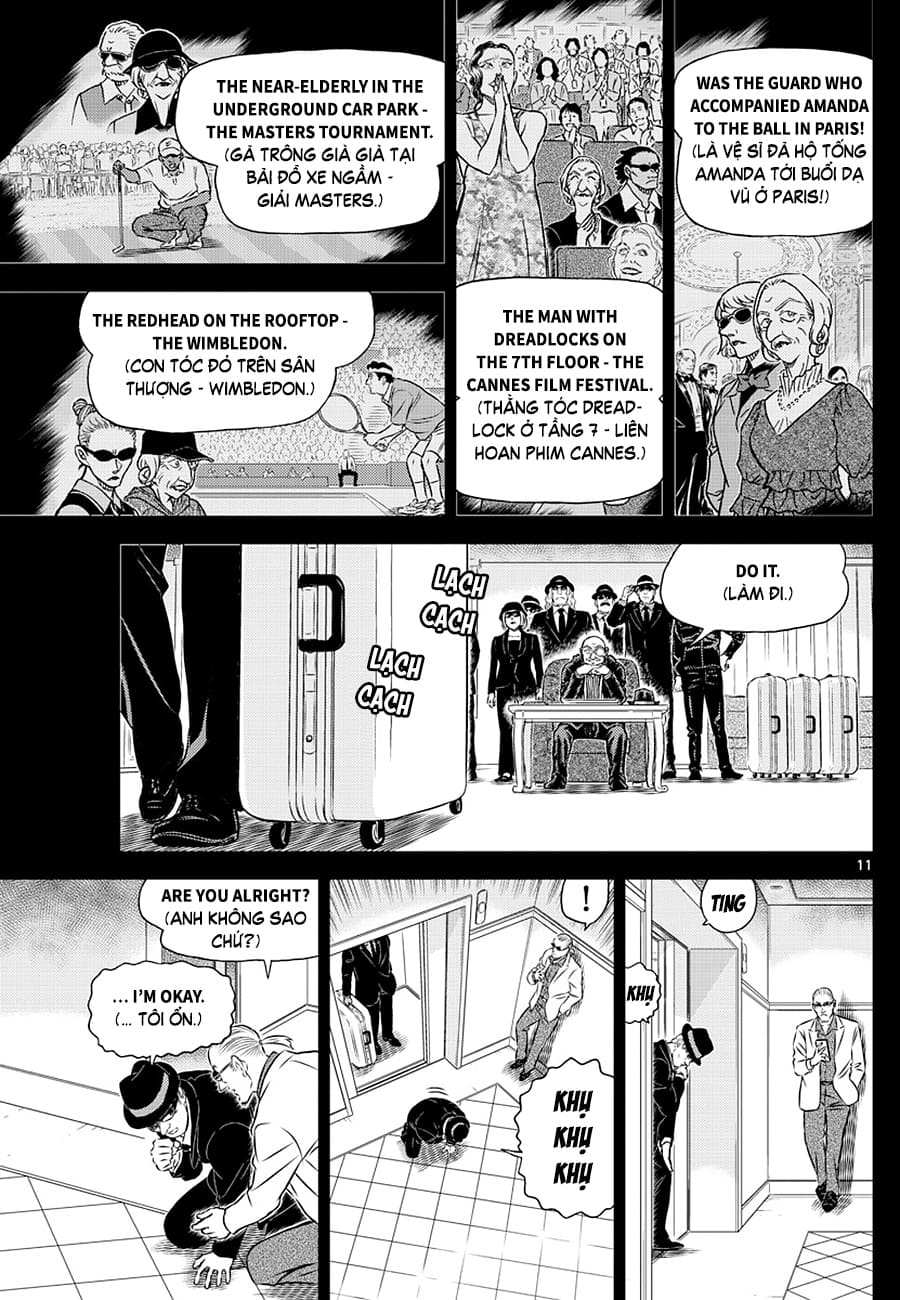 WAS THE GUARD WHO
ACCOMPANIED AMANDA
TO THE BALL IN PARIS!
(LÀ VỆ SĨ ĐÃ HỘ TỐNG
AMANDA TỚI BUỔI DẠ
VŨ Ở PARIS!)
THE MAN WITH
DREADLOCKS ON
THE 7TH FLOOR - THE
CANNES FILM FESTIVAL.
(THẰNG TÓC DREAD-
LOCK Ở TẦNG 7 - LIÊN
HOAN PHIM CANNES.)
THE NEAR-ELDERLY IN THE
UNDERGROUND CAR PARK -
THE MASTERS TOURNAMENT.
(GÃ TRÔNG GIÀ GIÀ TẠI
BÃI ĐỖ XE NGẦM -
GIẢI MASTERS.)
THE REDHEAD ON THE ROOFTOP -
THE WIMBLEDON.
(CON TÓC ĐỎ TRÊN SÂN
THƯỢNG - WIMBLEDON.)
DO IT.
(LÀM ĐI.)
LẠCH
CẠCH
LẠCH
CẠCH
11
TING
KHỤ
!
KHỤ
KHỤ
KHỤ
ARE YOU ALRIGHT?
(ANH KHÔNG SAO
CHỨ?)
... I'M OKAY.
(... TÔI ỔN.)